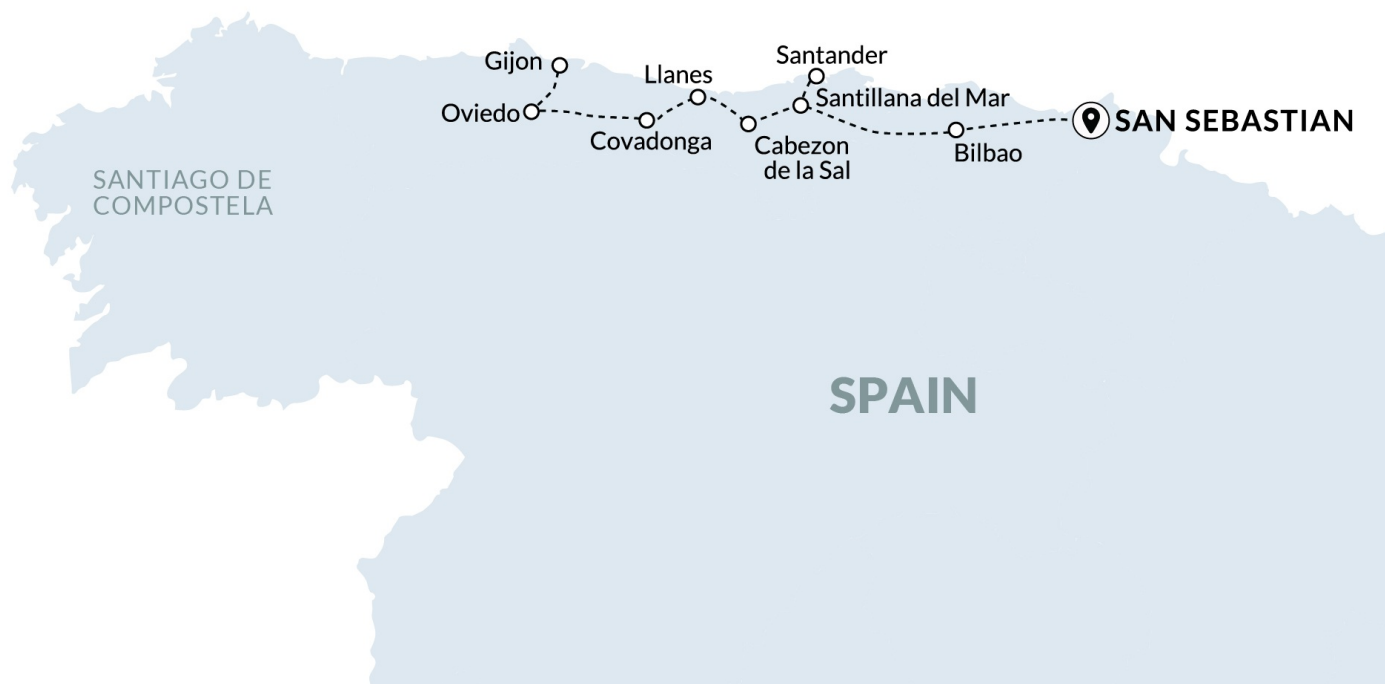 Santander
Gijon
Llanes
Santillana del Mar
Oviedo
SAN SEBASTIAN
Covadonga
Cabezon
de la Sal
Bilbao
SANTIAGO DE
COMPOSTELA
SPAIN